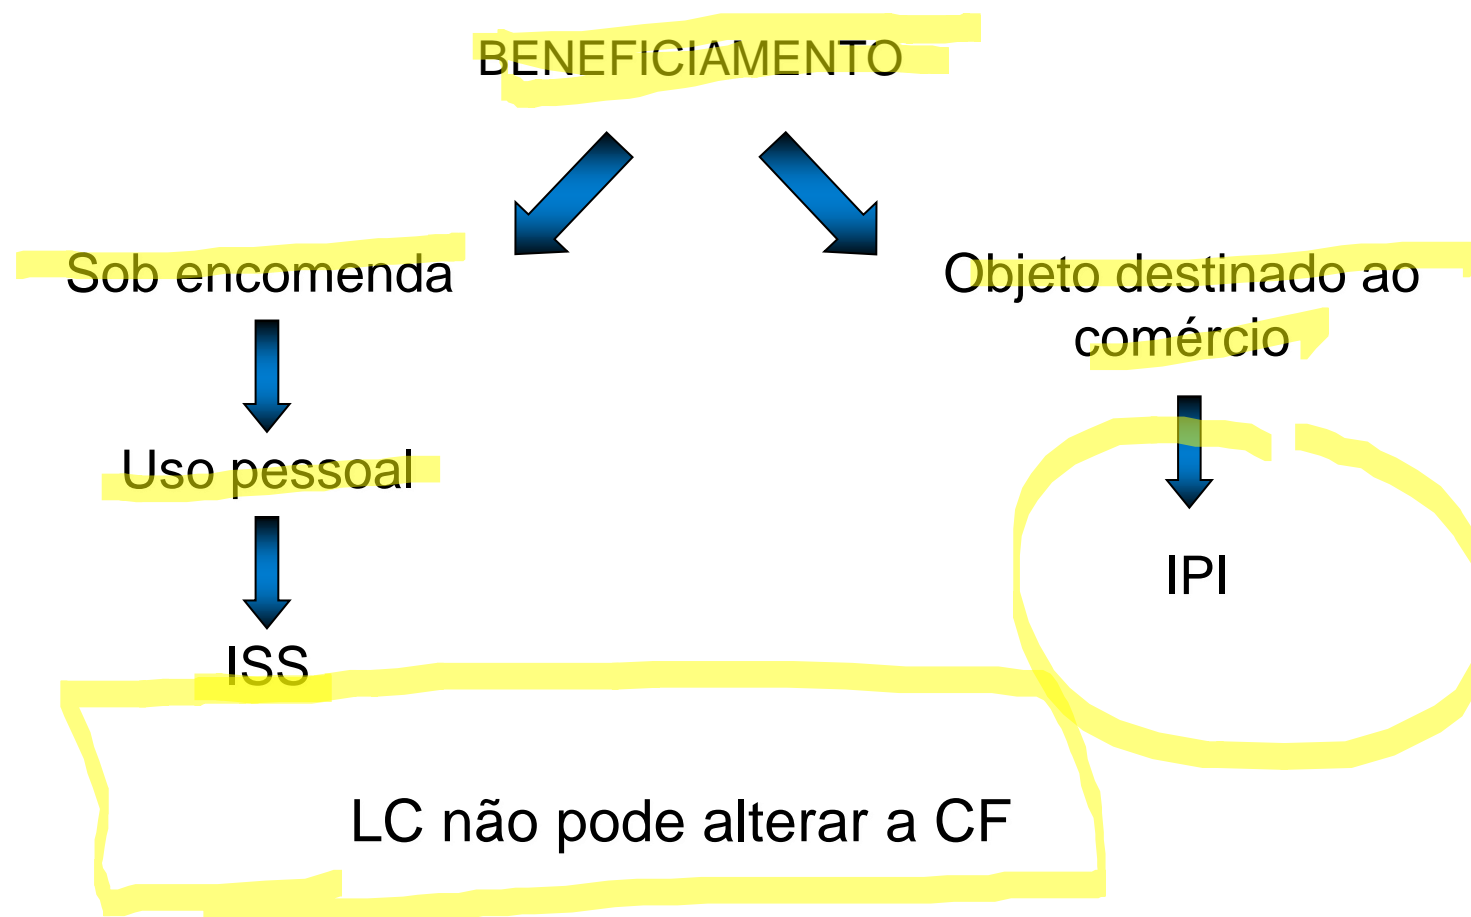 BENEFICIAMENTO
Sob encomenda
Objeto destinado ao
comércio
Uso pessoal
IPI
ISS
LC não pode alterar a CF